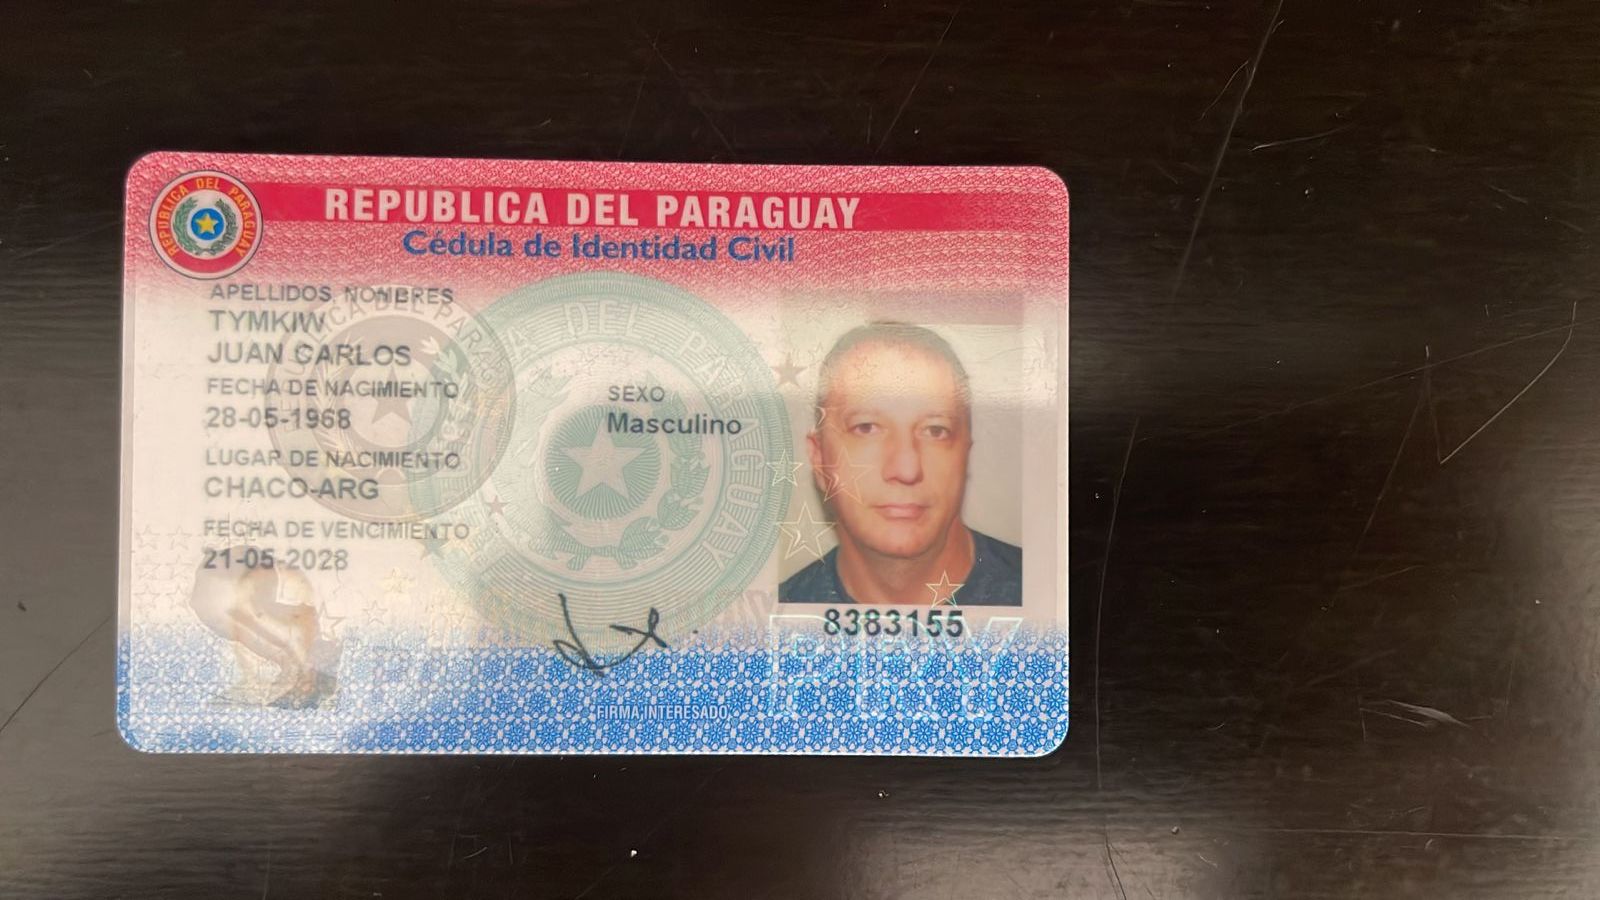 REPUBLICA DEL PARAGUAY
REPUBLICA DEL PARAGUAY
Cédula de Identidad Civil
APELLIDOS, NOMBRES
TYMKIW
JUAN CARLOS
FECHA DE NACIMIENTO
28-05-1968
SEXO
Masculino
LUGAR DE NACIMIENTO
CHACO-ARG
FECHA DE VENCIMIENTO
21-05-2028
8383155
PRY
FIRMA INTERESADO